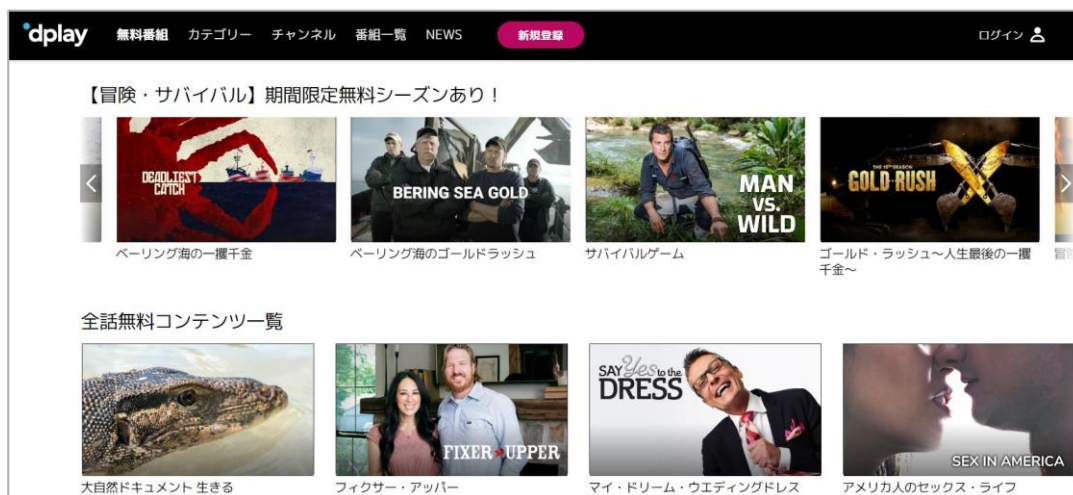 dplay 無料番組 カテゴリー チャンネル 番組一覧 NEWS 新規登録 ログイン
【冒険・サバイバル】期間限定無料シーズンあり！
DEADLIEST
CATCH
BERING SEA GOLD
MAN
VS.
WILD
GOLD RUSH
ベーリング海の一攫千金
ベーリング海のゴールドラッシュ
サバイバルゲーム
ゴールド・ラッシュ～人生最後の一攫
千金～
全話無料コンテンツ一覧
FIXER UPPER
SAY Yes to the
DRESS
SEX IN AMERICA
大自然ドキュメント 生きる
フィクサー・アッパー
マイ・ドリーム・ウエディングドレス
アメリカ人のセックス・ライフ